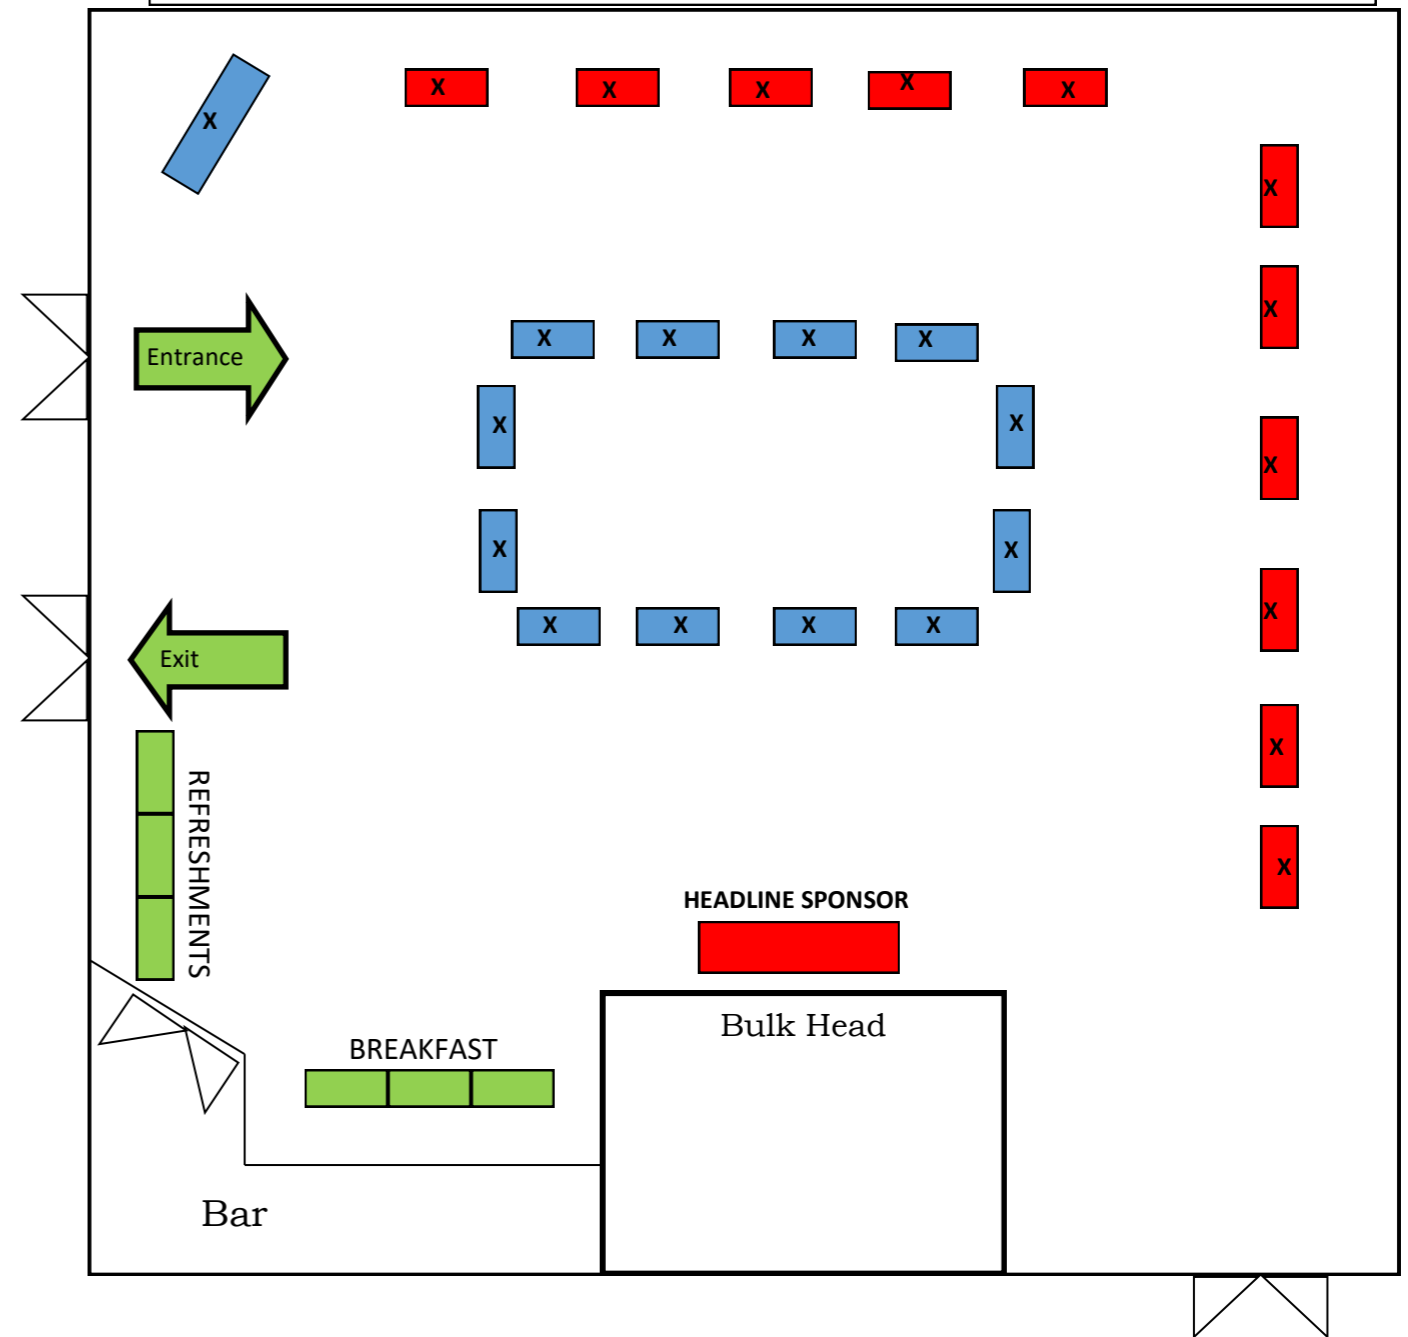 X X X X X
X
X
X
Entrance
X X X X
X X
X
X
X X
X
X X X X
Exit
X
REFRESHMENTS
X
HEADLINE SPONSOR
Bulk Head
BREAKFAST
Bar